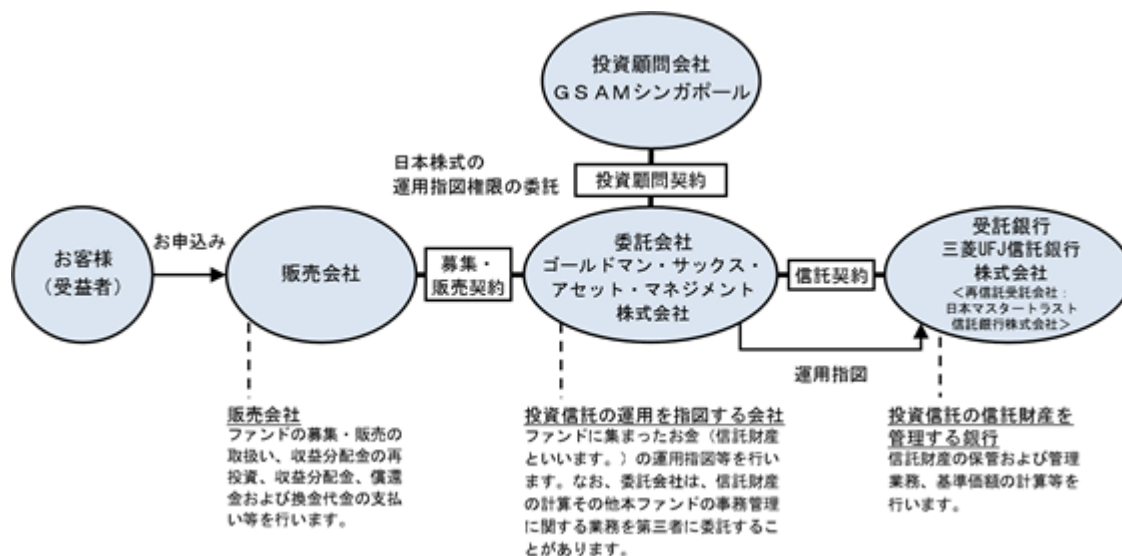 投資顧問会社
GSAMシンガポール
日本株式の
運用指図権限の委託
投資顧問契約
お客様
(受益者)
お申込み
販売会社
募集・
販売契約
委託会社
ゴールドマン・サックス・
アセット・マネジメント
株式会社
信託契約
受託銀行
三菱UFJ信託銀行
株式会社
<再信託受託会社:
日本マスタートラスト
信託銀行株式会社>
運用指図
販売会社
ファンドの募集・販売の
取扱い、収益分配金の再
投資、収益分配金、償還
金および換金代金の支払
い等を行います。
投資信託の運用を指図する会社
ファンドに集まったお金(信託財産
といいます。)の運用指図等を行い
ます。なお、委託会社は、信託財産
の計算その他本ファンドの事務管理
に関する業務を第三者に委託するこ
とがあります。
投資信託の信託財産を
管理する銀行
信託財産の保管および管理
業務、基準価額の計算等を
行います。